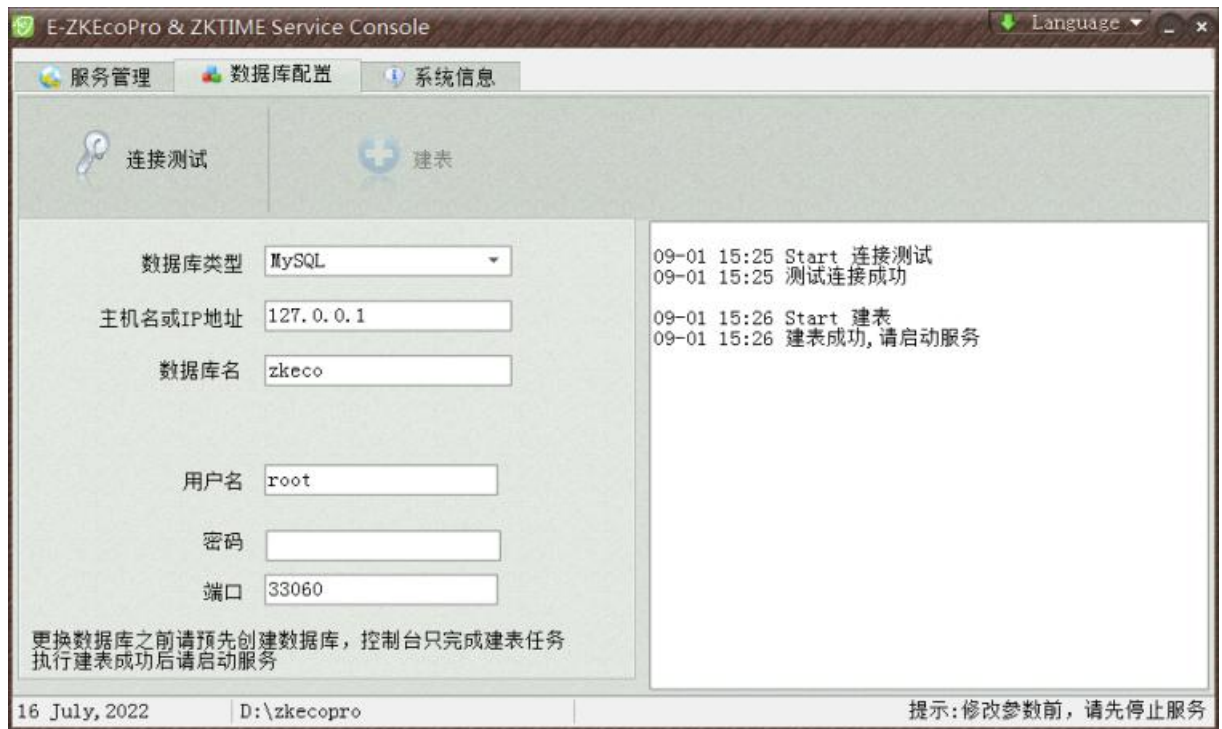 E-ZKEcoPro & ZKTIME Service Console
Language
服务管理
数据库配置
系统信息
连接测试
建表
数据库类型
MySQL
主机名或IP地址
127.0.0.1
数据库名
zkeco
用户名
root
密码
端口
33060
更换数据库之前请预先创建数据库，控制台只完成建表任务
执行建表成功后请启动服务
09-01 15:25 Start 连接测试
09-01 15:25 测试连接成功
09-01 15:26 Start 建表
09-01 15:26 建表成功,请启动服务
16 July,2022
D:\zkecopro
提示:修改参数前，请先停止服务